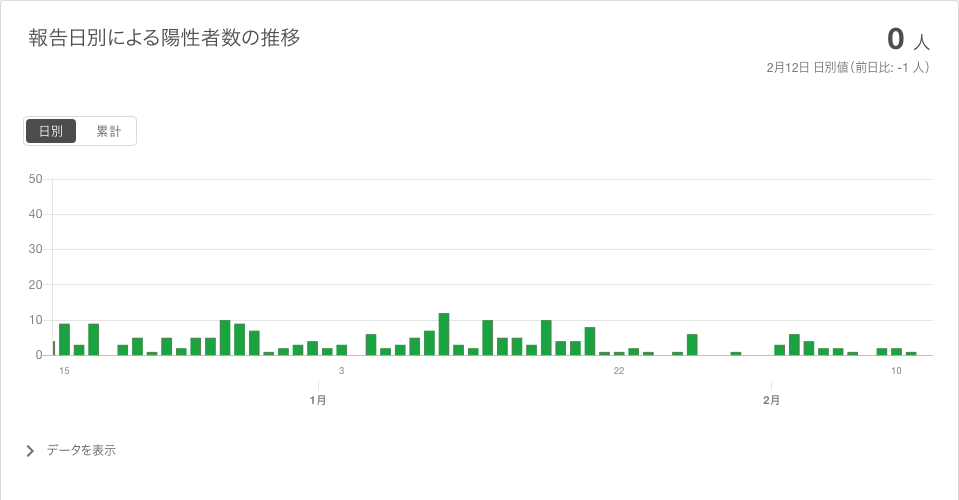 報告日別による陽性者数の推移
0 人
2月12日 日別値（前日比: -1 人）
日別 累計
50
40
30
20
10
0
15 3 22 10
1月 2月
データを表示